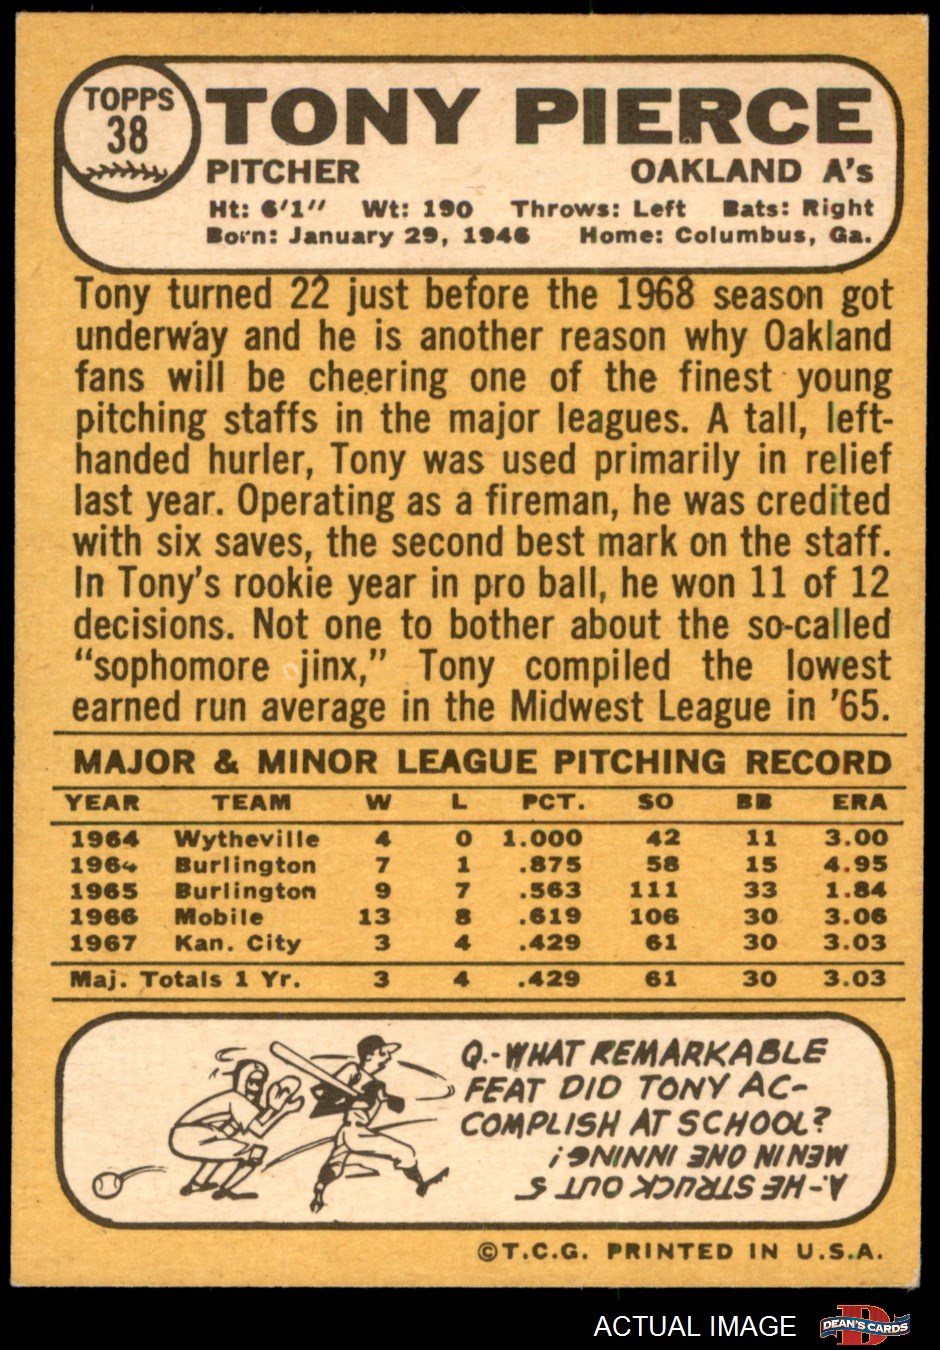 TOPPS
38
TONY PIERCE
PITCHER OAKLAND A's
Ht: 6'1" Wt: 190 Throws: Left Bats: Right
Born: January 29, 1946 Home: Columbus, Ga.
Tony turned 22 just before the 1968 season got
underway and he is another reason why Oakland
fans will be cheering one of the finest young
pitching staffs in the major leagues. A tall, left-
handed hurler, Tony was used primarily in relief
last year. Operating as a fireman, he was credited
with six saves, the second best mark on the staff.
In Tony's rookie year in pro ball, he won 11 of 12
decisions. Not one to bother about the so-called
"sophomore jinx," Tony compiled the lowest
earned run average in the Midwest League in '65.
MAJOR & MINOR LEAGUE PITCHING RECORD
YEAR TEAM W L PCT. SO BB ERA
1964 Wytheville 4 0 1.000 42 11 3.00
1964 Burlington 7 1 .875 58 15 4.95
1965 Burlington 9 7 .563 111 33 1.84
1966 Mobile 13 8 .619 106 30 3.06
1967 Kan. City 3 4 .429 61 30 3.03
Maj. Totals 1 Yr. 3 4 .429 61 30 3.03
Q.-WHAT REMARKABLE
FEAT DID TONY AC-
COMPLISH AT SCHOOL?
A.-HE STRUCK OUT 5
MEN IN ONE INNING!
©T.C.G. PRINTED IN U.S.A.
ACTUAL IMAGE
DEAN'S CARDS